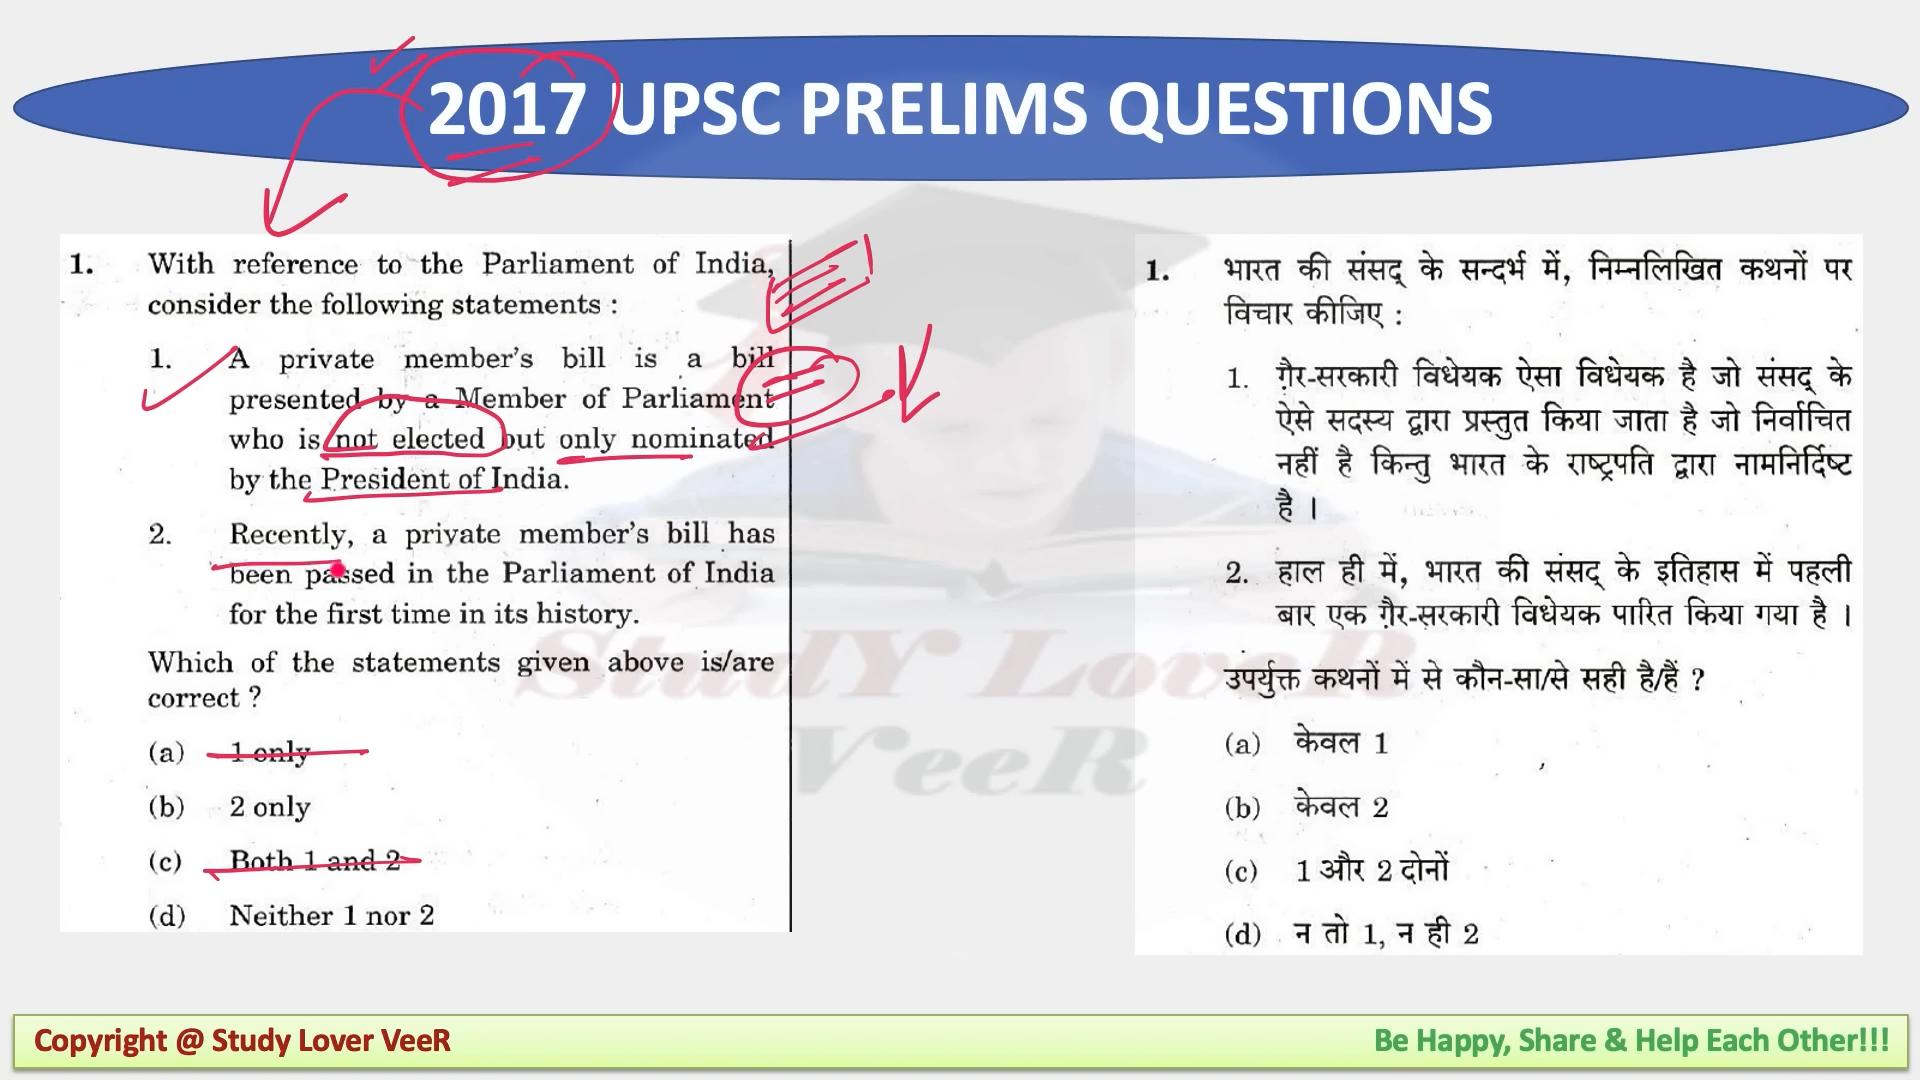 2017 UPSC PRELIMS QUESTIONS
1. With reference to the Parliament of India,
consider the following statements :
1. A private member's bill is a bill
presented by a Member of Parliament
who is not elected but only nominated
by the President of India.
2. Recently, a private member's bill has
been passed in the Parliament of India
for the first time in its history.
Which of the statements given above is/are
correct ?
(a) 1 only
(b) 2 only
(c) Both 1 and 2
(d) Neither 1 nor 2
1. भारत की संसद् के सन्दर्भ में, निम्नलिखित कथनों पर
विचार कीजिए :
1. ग़ैर-सरकारी विधेयक ऐसा विधेयक है जो संसद् के
ऐसे सदस्य द्वारा प्रस्तुत किया जाता है जो निर्वाचित
नहीं है किन्तु भारत के राष्ट्रपति द्वारा नामनिर्दिष्ट
है ।
2. हाल ही में, भारत की संसद् के इतिहास में पहली
बार एक ग़ैर-सरकारी विधेयक पारित किया गया है ।
उपर्युक्त कथनों में से कौन-सा/से सही है/हैं ?
(a) केवल 1
(b) केवल 2
(c) 1 और 2 दोनों
(d) न तो 1, न ही 2
StudY LoveR
VeeR
Copyright @ Study Lover VeeR
Be Happy, Share & Help Each Other!!!